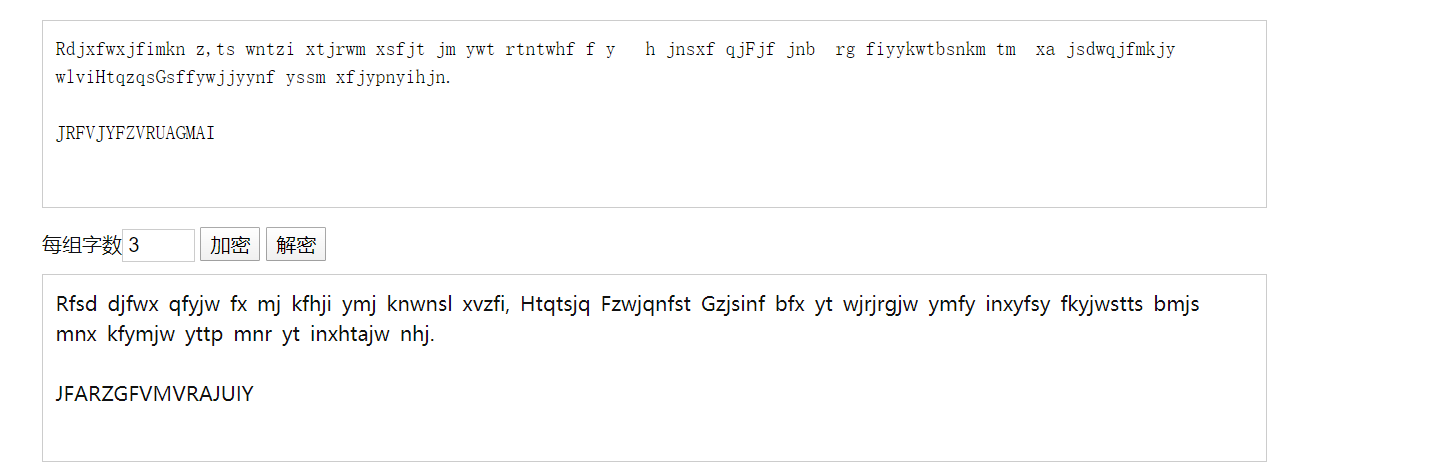 Rdjxfwxjfimkn z,ts wntzi xtjrwm xsfjt jm ywt rtntwhf f y   h jnsxf qjFjf jnb  rg fiyykwtbsnkm tm  xa jsdwqjfmkjy
wlviHtqzqsGsffywjjyynf yssm xfjypnyihjn.
JRFVJYFZVRUAGMAI
每组字数 3 加密 解密
Rfsd djfwx qfyjw fx mj kfhji ymj knwnsl xvzfi, Htqtsjq Fzwjqnfst Gzjsinf bfx yt wjrjrgjw ymfy inxyfsy fkyjwstts bmjs
mnx kfymjw yttp mnr yt inxhtajw nhj.
JFARZGFVMVRAJUIY